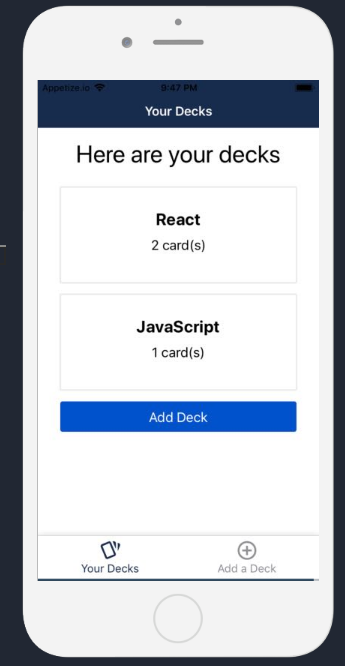 Appetize.io 9:47 PM
Your Decks
Here are your decks
React
2 card(s)
JavaScript
1 card(s)
Add Deck
Your Decks Add a Deck